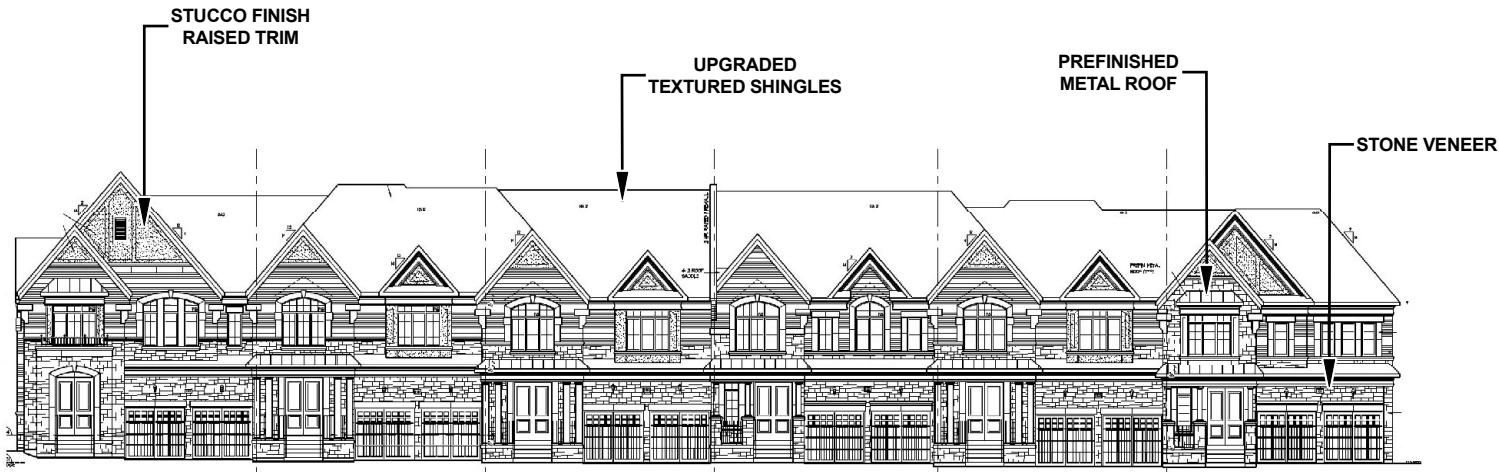 STUCCO FINISH
RAISED TRIM
UPGRADED
TEXTURED SHINGLES
PREFINISHED
METAL ROOF
STONE VENEER